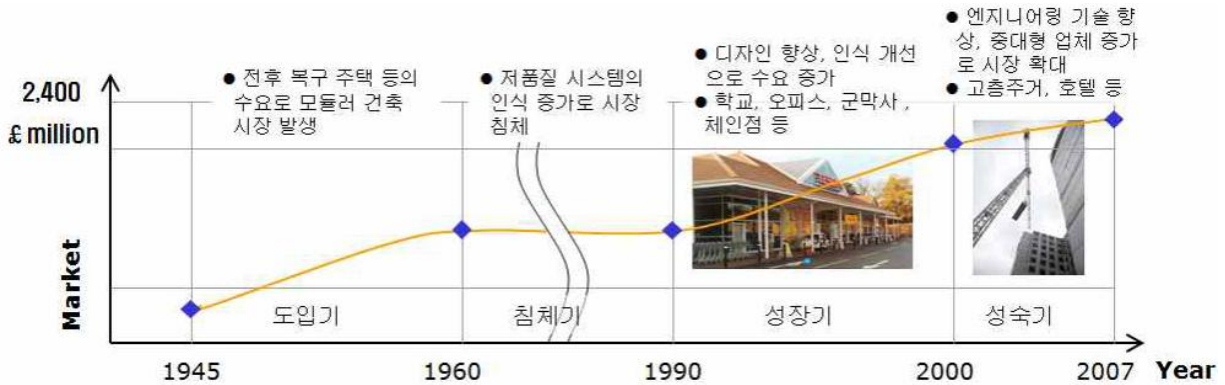 ● 엔지니어링 기술 향
상, 중대형 업체 증가
로 시장 확대
● 고층주거, 호텔 등
● 디자인 향상, 인식 개선
으로 수요 증가
● 학교, 오피스, 군막사 ,
체인점 등
● 저품질 시스템의
인식 증가로 시장
침체
● 전후 복구 주택 등의
수요로 모듈러 건축
시장 발생
2,400
£ million
Market
도입기
침체기
성장기
성숙기
1945
1960
1990
2000
2007
Year